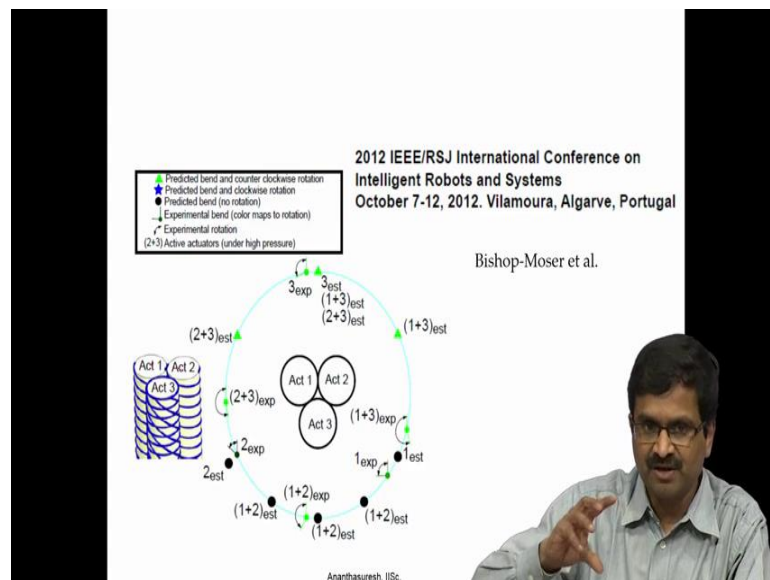 2012 IEEE/RSJ International Conference on
Intelligent Robots and Systems
October 7-12, 2012. Vilamoura, Algarve, Portugal
Predicted bend and counter clockwise rotation
Predicted bend and clockwise rotation
Predicted bend (no rotation)
Experimental bend (color maps to rotation)
Experimental rotation
(2+3) Active actuators (under high pressure)
Bishop-Moser et al.
3exp
3est
(1+3)est
(2+3)est
(2+3)est
(1+3)est
Act 1
Act 2
Act 3
Act 1
Act 2
Act 3
(2+3)exp
(1+3)exp
2exp
2est
1exp
1est
(1+2)est
(1+2)exp
(1+2)est
(1+2)est
Ananthasuresh, IISc.